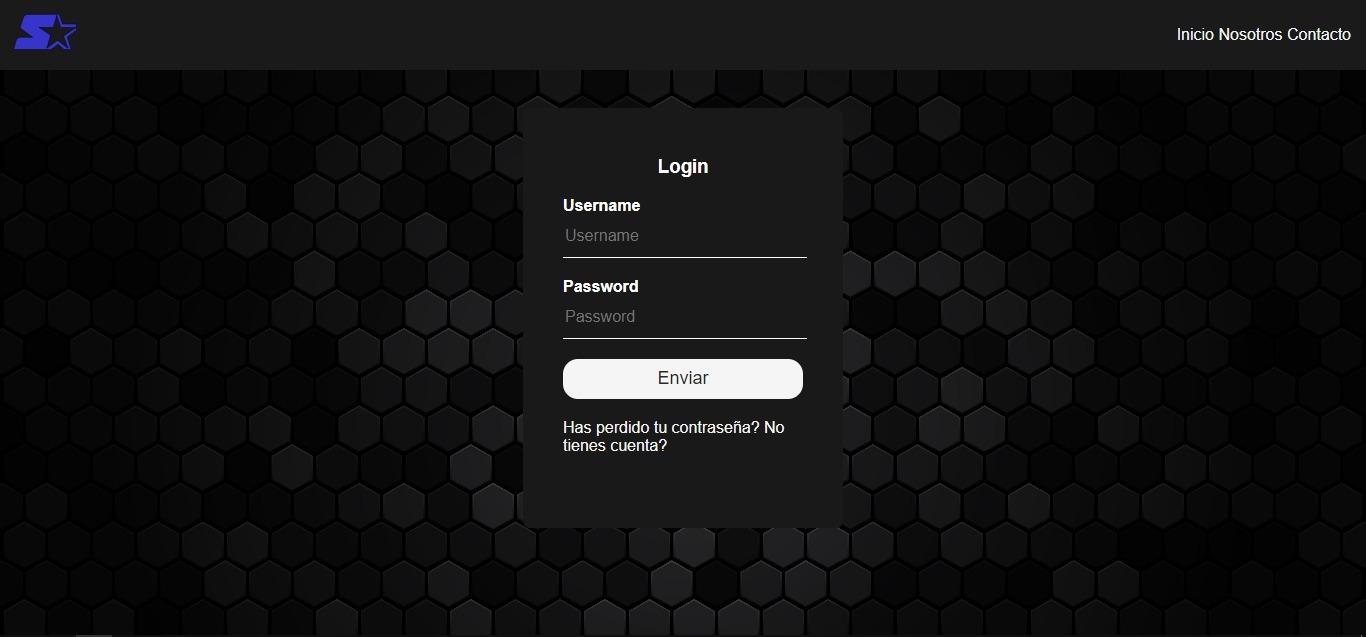 Inicio Nosotros Contacto
Login
Username
Username
Password
Password
Enviar
Has perdido tu contraseña? No
tienes cuenta?